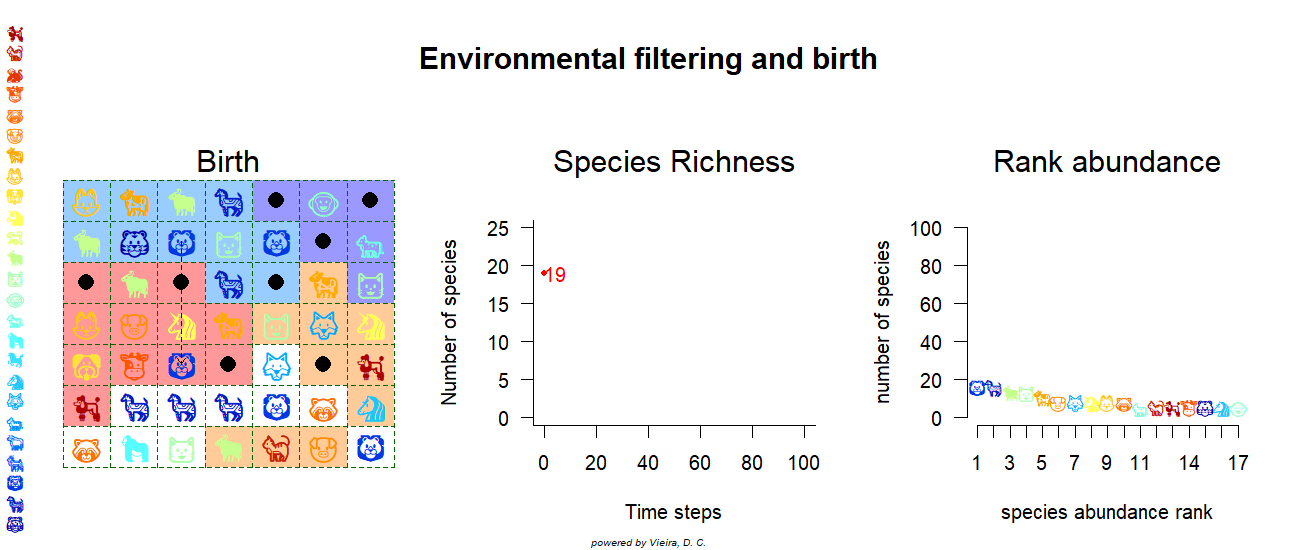 Environmental filtering and birth
Birth
Species Richness
Rank abundance
Number of species
25
20
15
10
5
0
19
0 20 40 60 80 100
Time steps
number of species
100
80
60
40
20
0
1 3 5 7 9 11 14 17
species abundance rank
powered by Vieira, D. C.